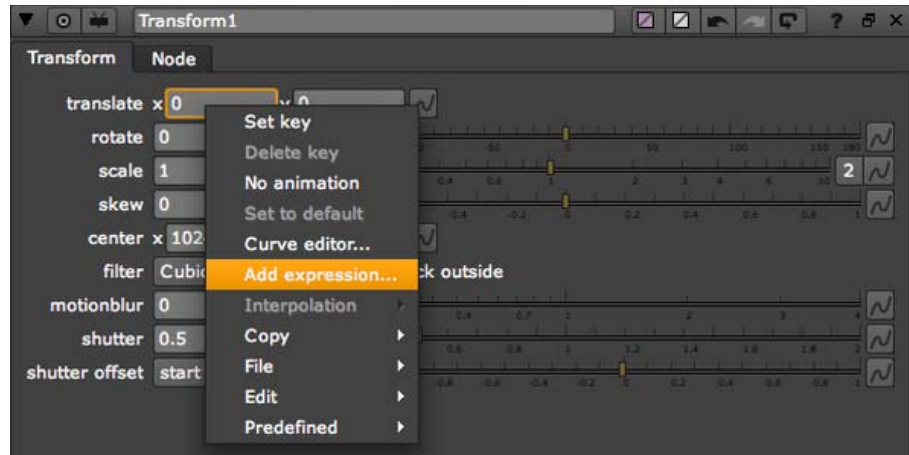 Transform1 ?
Transform Node
translate x 0 y 0
rotate 0
scale 1 2
skew 0
center x 102
filter Cubic ck outside
motionblur 0
shutter 0.5
shutter offset start
Set key
Delete key
No animation
Set to default
Curve editor...
Add expression...
Interpolation
Copy
File
Edit
Predefined